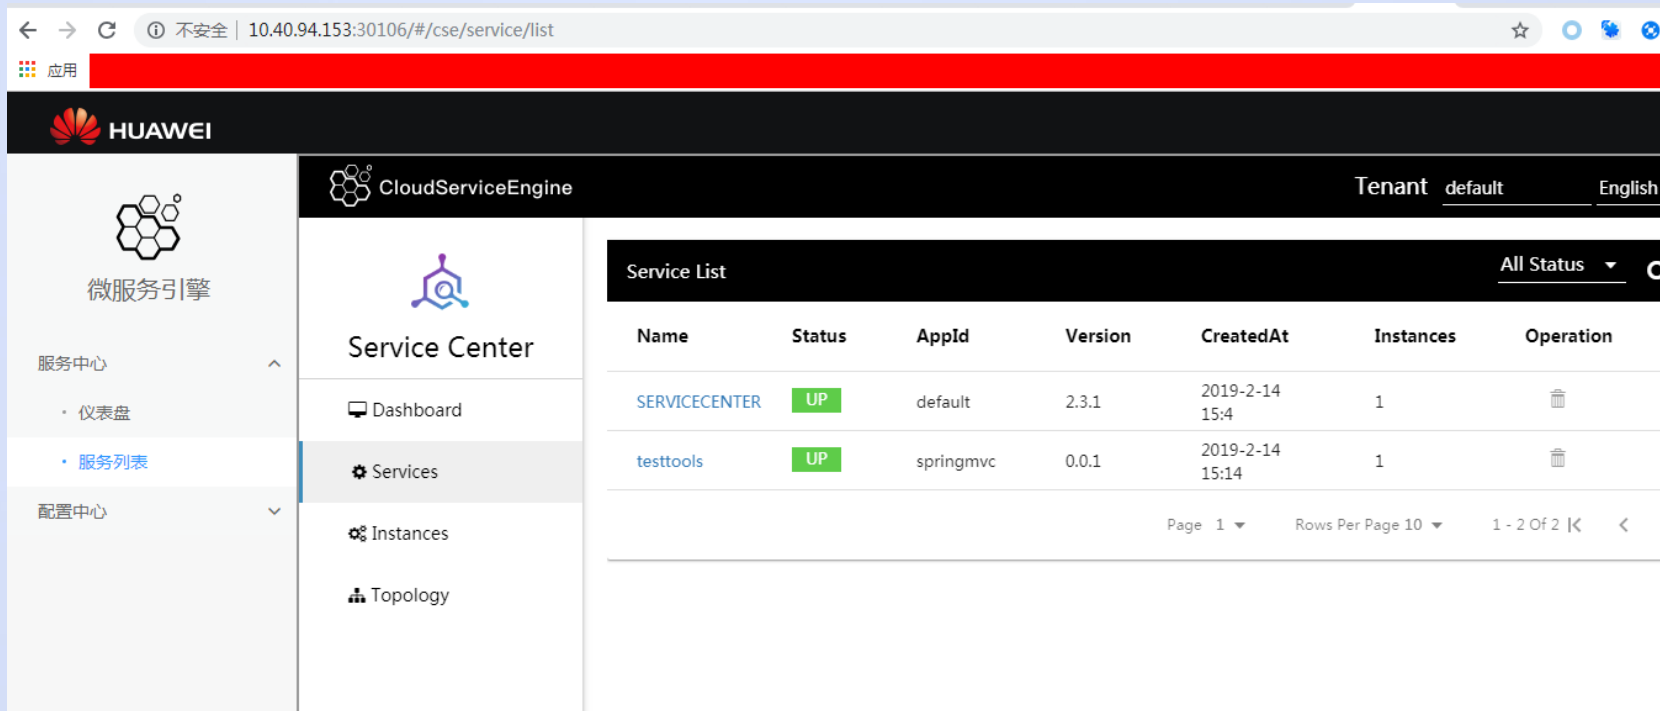 不安全 10.40.94.153:30106/#/cse/service/list
应用
HUAWEI
微服务引擎
服务中心
· 仪表盘
· 服务列表
配置中心
CloudServiceEngine
Tenant default English
Service Center
Dashboard
Services
Instances
Topology
Service List All Status
Name Status AppId Version CreatedAt Instances Operation
SERVICECENTER UP default 2.3.1 2019-2-14 15:4 1
testtools UP springmvc 0.0.1 2019-2-14 15:14 1
Page 1 Rows Per Page 10 1 - 2 Of 2